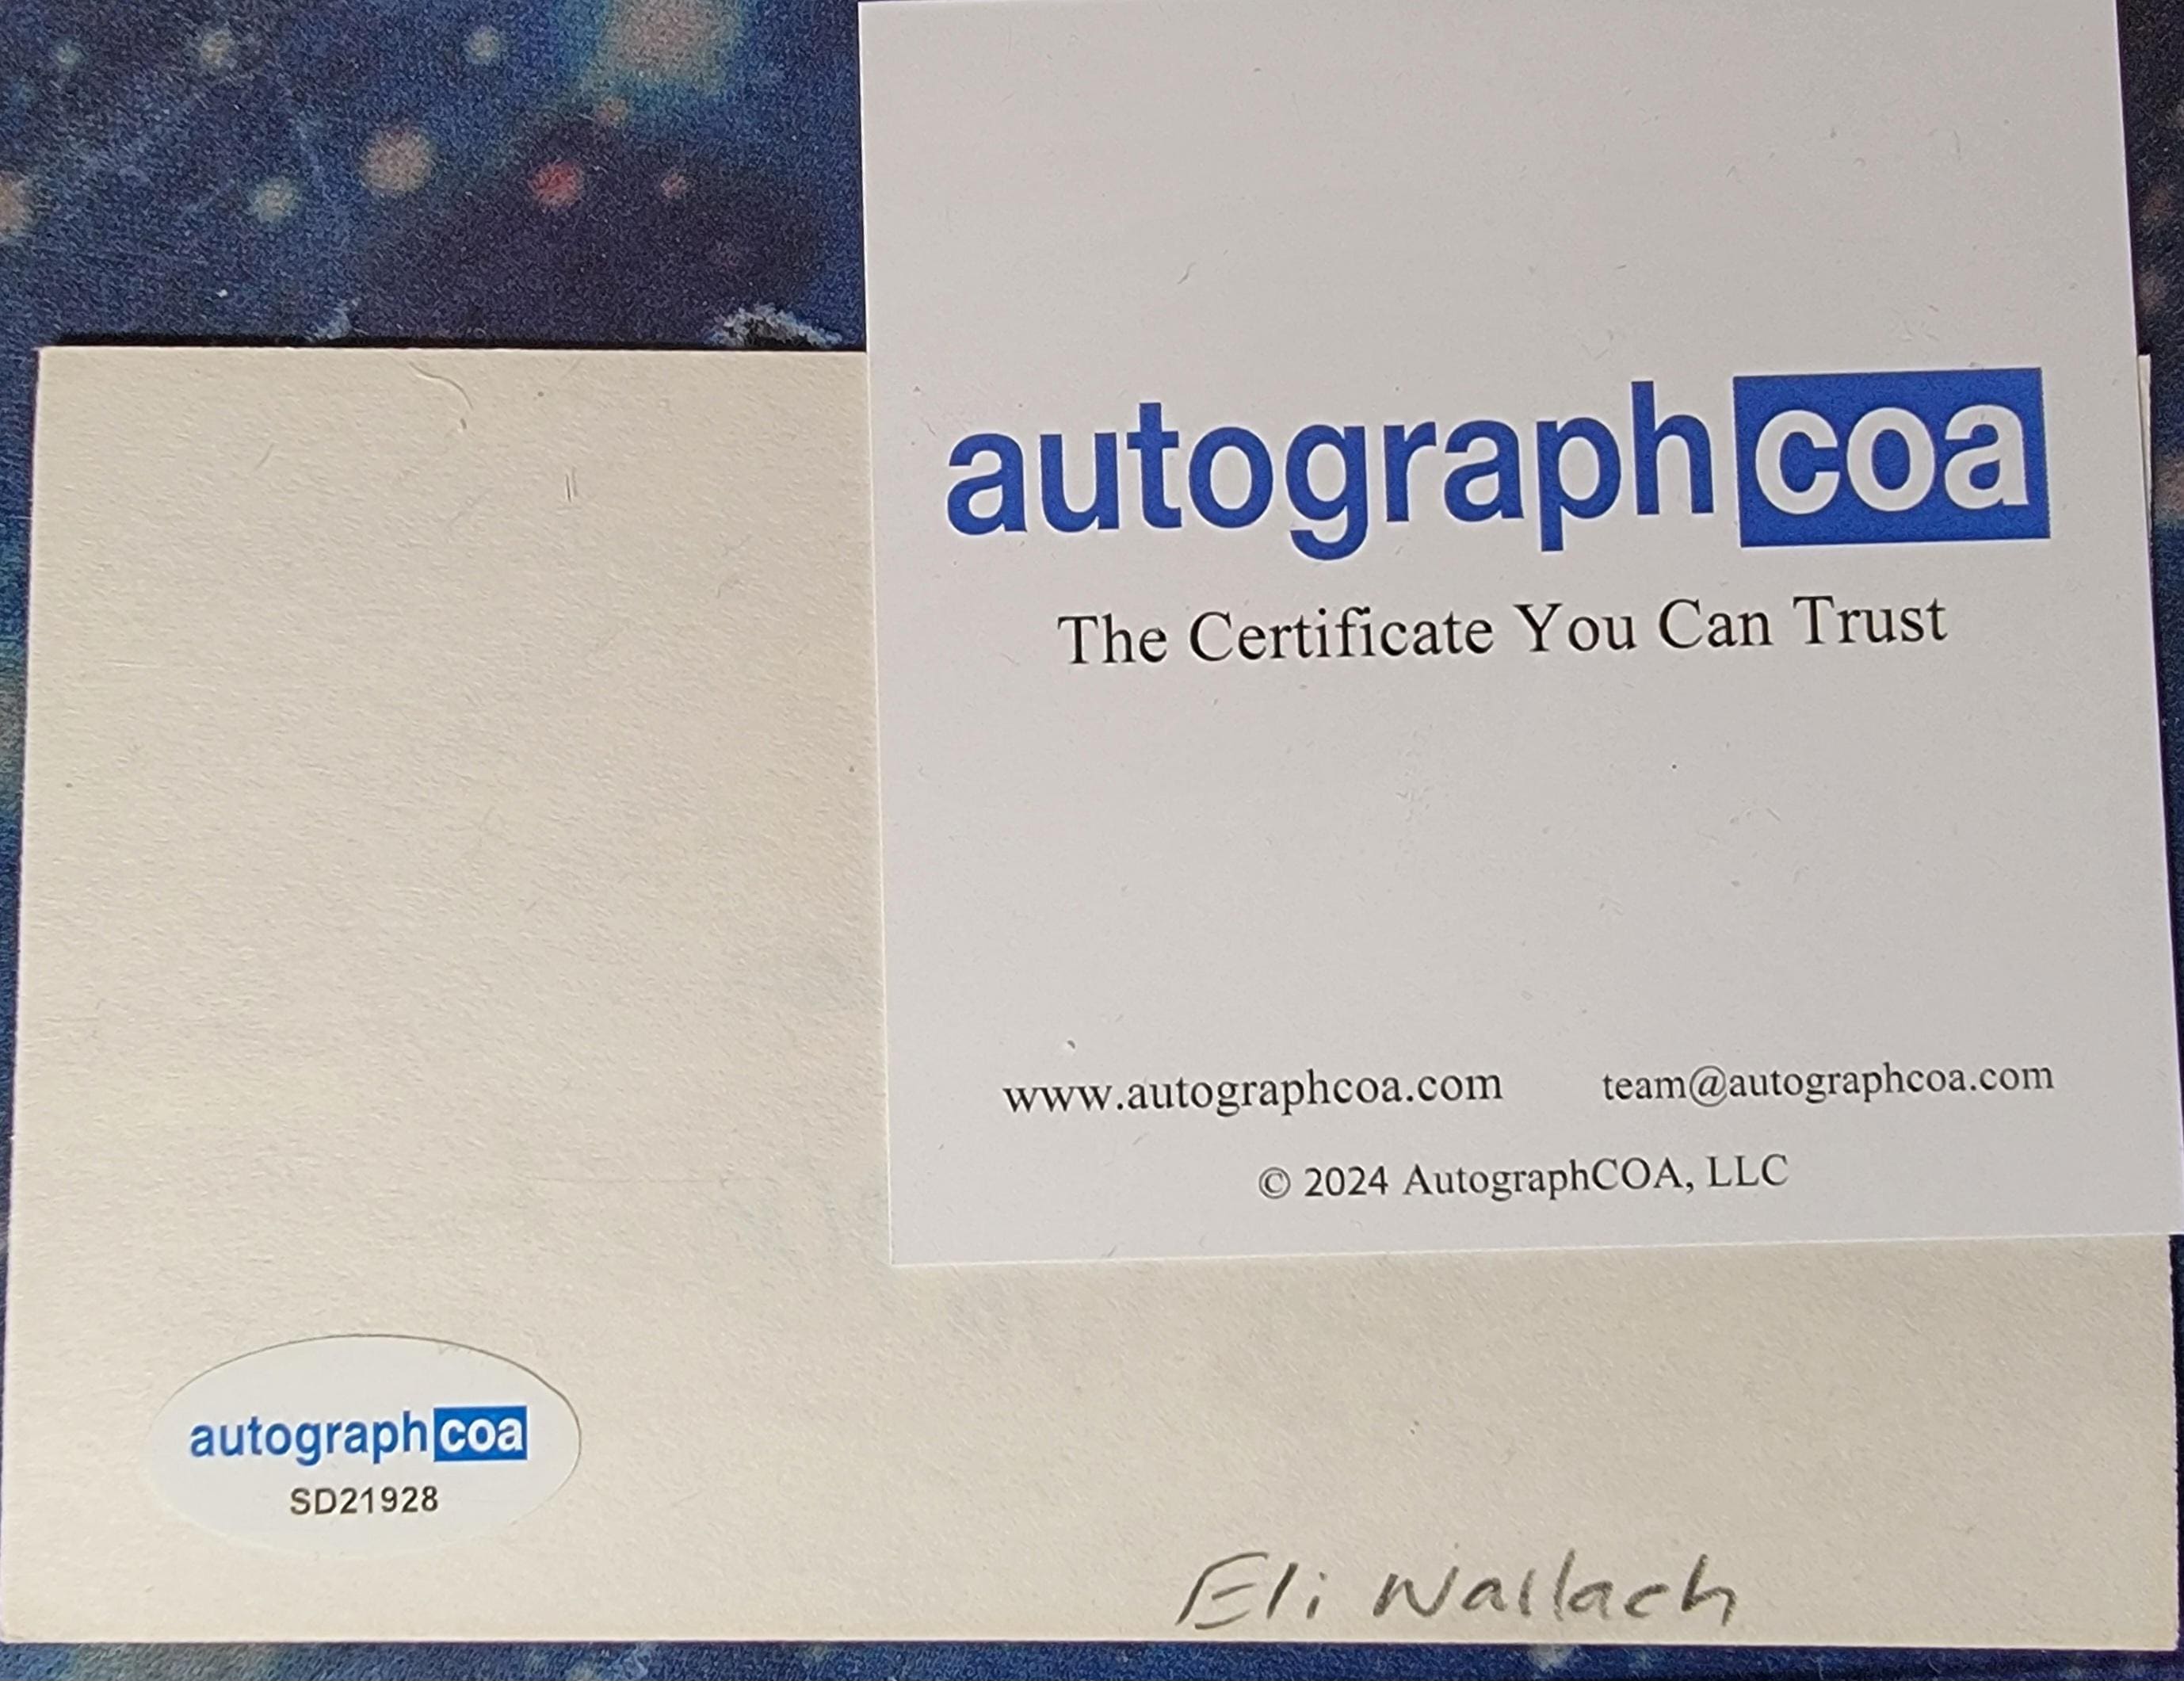 autographcoa
The Certificate You Can Trust
www.autographcoa.com team@autographcoa.com
© 2024 AutographCOA, LLC
autographcoa
SD21928
Eli Wallach